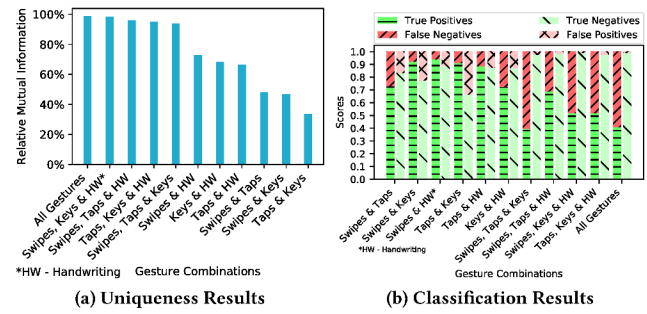 100%
80%
60%
40%
20%
0%
Relative Mutual Information
All Gestures
Swipes, Keys & HW*
Swipes, Taps & HW
Taps, Keys & HW
Swipes, Taps & Keys
Swipes & HW
Keys & HW
Taps & HW
Swipes & Taps
Swipes & Keys
Taps & Keys
*HW - Handwriting
Gesture Combinations
(a) Uniqueness Results
True Positives
False Negatives
True Negatives
False Positives
1.0
0.9
0.8
0.7
0.6
0.5
0.4
0.3
0.2
0.1
0.0
Scores
Swipes & Taps
Swipes & Keys
Swipes & HW*
Taps & Keys
Taps & HW
Keys & HW
Swipes, Taps & Keys
Swipes, Taps & HW
Swipes, Keys & HW
Taps, Keys & HW
All Gestures
*HW - Handwriting
Gesture Combinations
(b) Classification Results